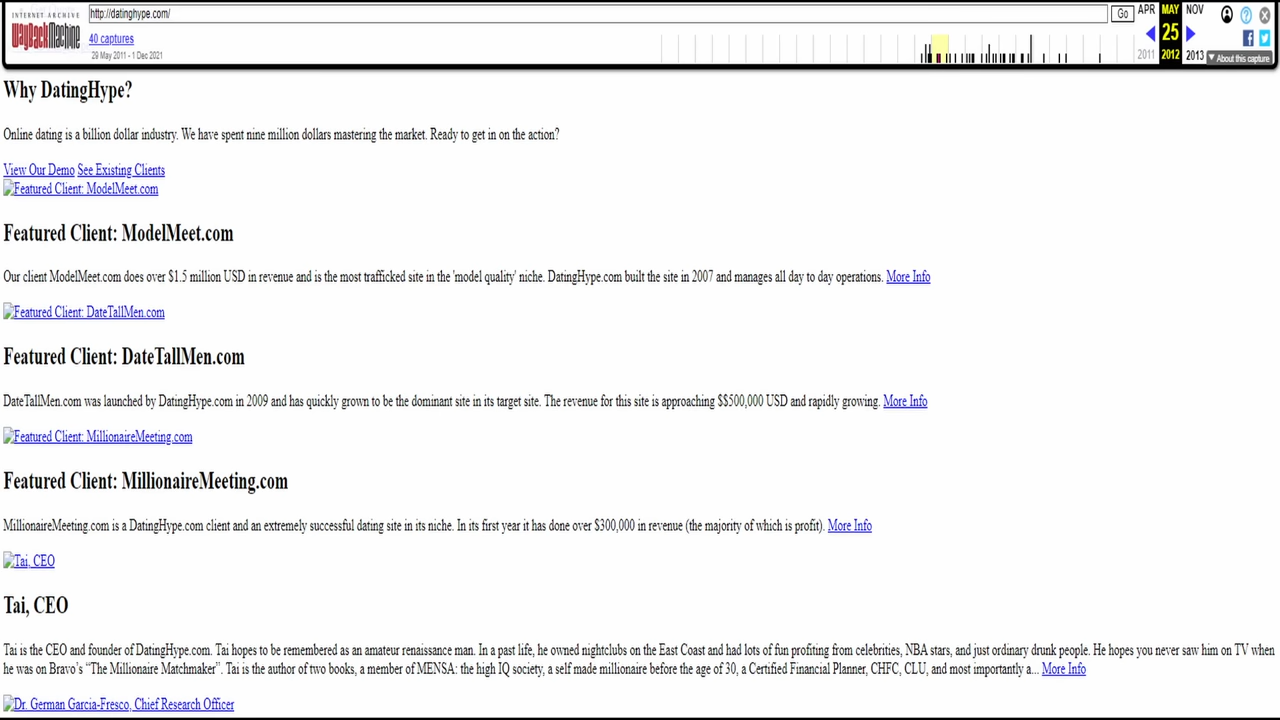 INTERNET ARCHIVE
WayBackMachine
http://datinghype.com/
Go
APR MAY NOV
40 captures
25
29 May 2011 - 1 Dec 2021
2011 2012 2013
About this capture
Why DatingHype?
Online dating is a billion dollar industry. We have spent nine million dollars mastering the market. Ready to get in on the action?
View Our Demo See Existing Clients
Featured Client: ModelMeet.com
Featured Client: ModelMeet.com
Our client ModelMeet.com does over $1.5 million USD in revenue and is the most trafficked site in the 'model quality' niche. DatingHype.com built the site in 2007 and manages all day to day operations. More Info
Featured Client: DateTallMen.com
Featured Client: DateTallMen.com
DateTallMen.com was launched by DatingHype.com in 2009 and has quickly grown to be the dominant site in its target site. The revenue for this site is approaching $$500,000 USD and rapidly growing. More Info
Featured Client: MillionaireMeeting.com
Featured Client: MillionaireMeeting.com
MillionaireMeeting.com is a DatingHype.com client and an extremely successful dating site in its niche. In its first year it has done over $300,000 in revenue (the majority of which is profit). More Info
Tai, CEO
Tai, CEO
Tai is the CEO and founder of DatingHype.com. Tai hopes to be remembered as an amateur renaissance man. In a past life, he owned nightclubs on the East Coast and had lots of fun profiting from celebrities, NBA stars, and just ordinary drunk people. He hopes you never saw him on TV when
he was on Bravo's “The Millionaire Matchmaker”. Tai is the author of two books, a member of MENSA: the high IQ society, a self made millionaire before the age of 30, a Certified Financial Planner, CHFC, CLU, and most importantly a... More Info
Dr. German Garcia-Fresco, Chief Research Officer